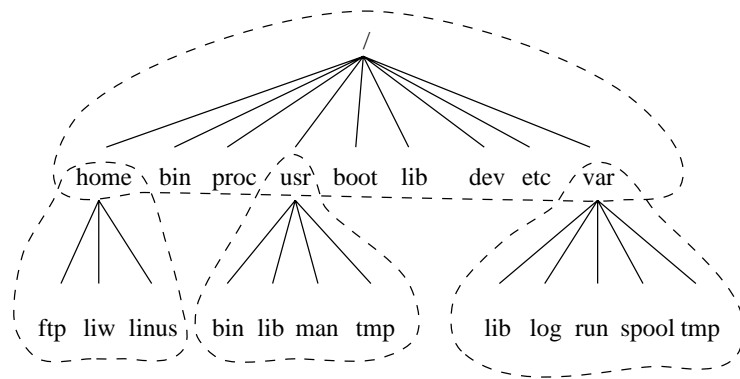 /
home bin proc usr boot lib dev etc var
ftp liw linus bin lib man tmp lib log run spool tmp